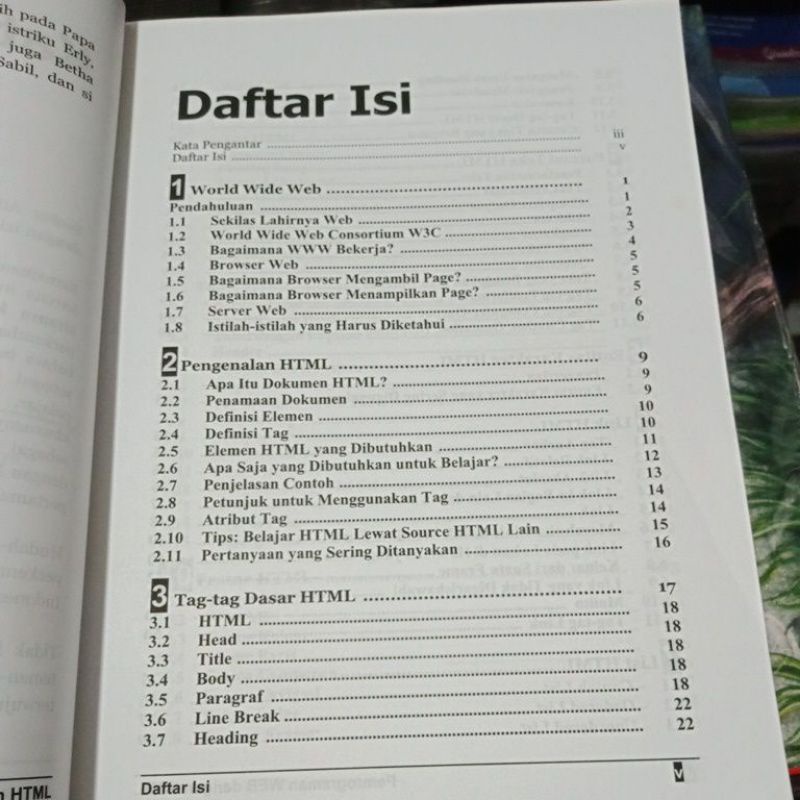 ih pada Papa
istriku Erly,
juga Betha
Sabil, dan si
Daftar Isi
Kata Pengantar ........ iii
Daftar Isi ........ v
1 World Wide Web ........ 1
Pendahuluan ........ 1
1.1 Sekilas Lahirnya Web ........ 2
1.2 World Wide Web Consortium W3C ........ 3
1.3 Bagaimana WWW Bekerja? ........ 4
1.4 Browser Web ........ 5
1.5 Bagaimana Browser Mengambil Page? ........ 5
1.6 Bagaimana Browser Menampilkan Page? ........ 5
1.7 Server Web ........ 6
1.8 Istilah-istilah yang Harus Diketahui ........ 6
2 Pengenalan HTML ........ 9
2.1 Apa Itu Dokumen HTML? ........ 9
2.2 Penamaan Dokumen ........ 9
2.3 Definisi Elemen ........ 10
2.4 Definisi Tag ........ 10
2.5 Elemen HTML yang Dibutuhkan ........ 11
2.6 Apa Saja yang Dibutuhkan untuk Belajar? ........ 12
2.7 Penjelasan Contoh ........ 13
2.8 Petunjuk untuk Menggunakan Tag ........ 14
2.9 Atribut Tag ........ 14
2.10 Tips: Belajar HTML Lewat Source HTML Lain ........ 15
2.11 Pertanyaan yang Sering Ditanyakan ........ 16
3 Tag-tag Dasar HTML ........ 17
3.1 HTML ........ 18
3.2 Head ........ 18
3.3 Title ........ 18
3.4 Body ........ 18
3.5 Paragraf ........ 18
3.6 Line Break ........ 22
3.7 Heading ........ 22
n HTML
Daftar Isi v